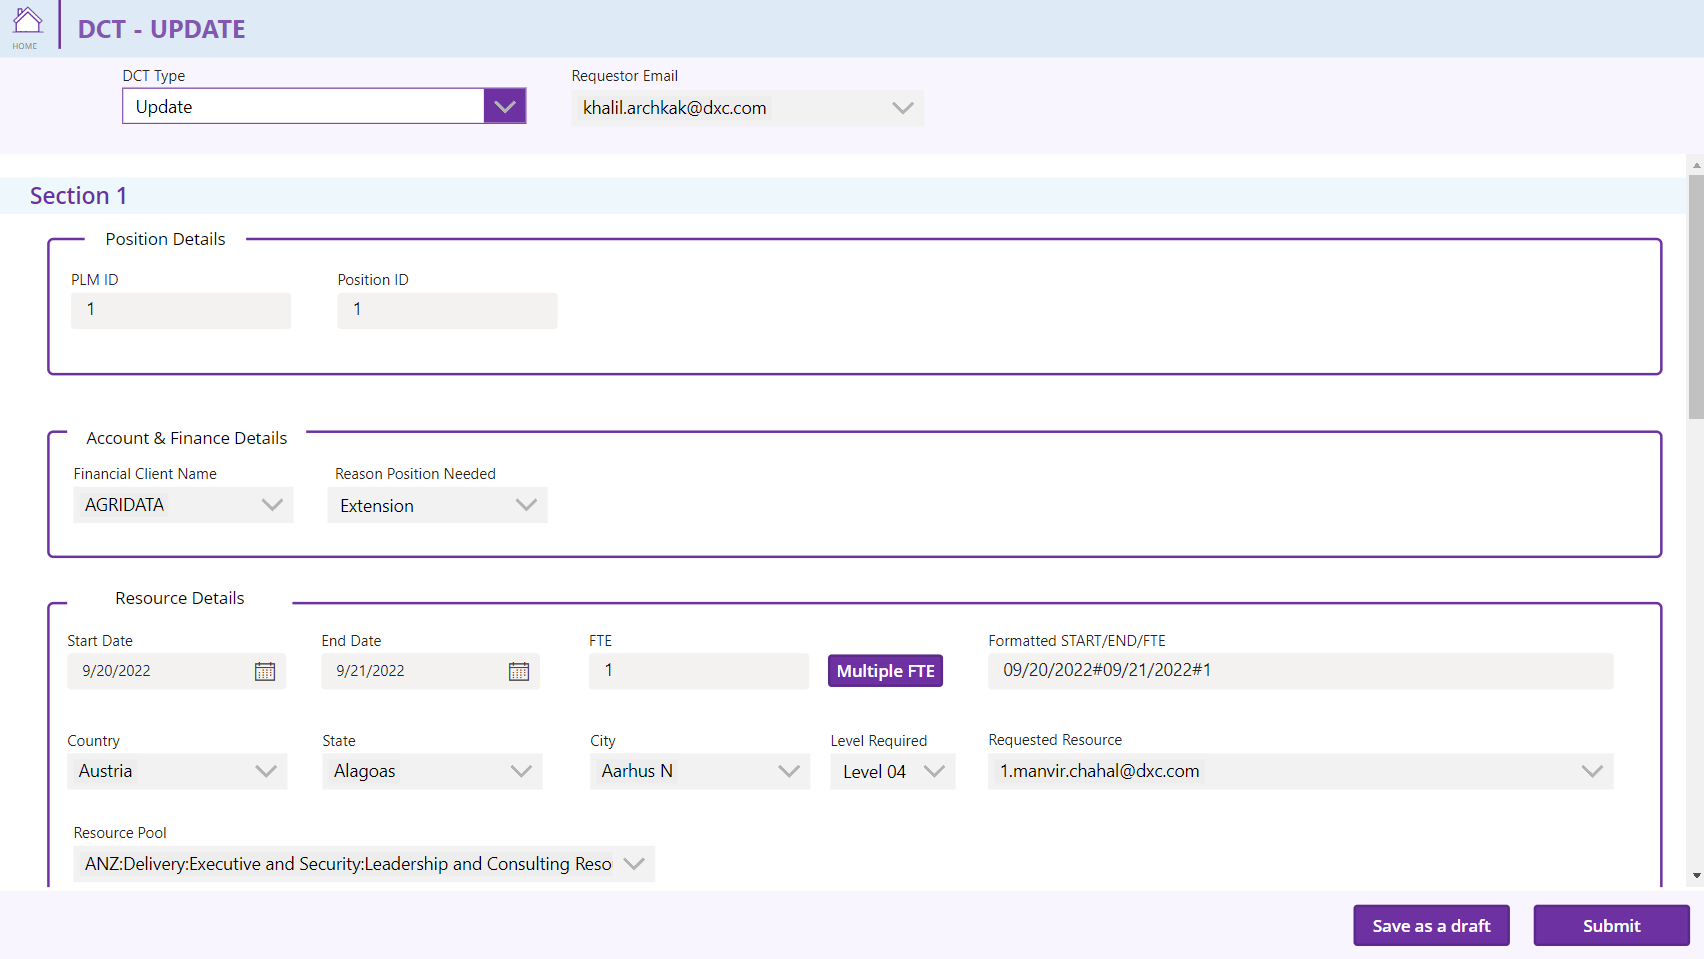 HOME
DCT - UPDATE
DCT Type
Requestor Email
Update
khalil.archkak@dxc.com
Section 1
Position Details
PLM ID
Position ID
1
1
Account & Finance Details
Financial Client Name
Reason Position Needed
AGRIDATA
Extension
Resource Details
Start Date
End Date
FTE
Formatted START/END/FTE
9/20/2022
9/21/2022
1
Multiple FTE
09/20/2022#09/21/2022#1
Country
State
City
Level Required
Requested Resource
Austria
Alagoas
Aarhus N
Level 04
1.manvir.chahal@dxc.com
Resource Pool
ANZ:Delivery:Executive and Security:Leadership and Consulting Reso
Save as a draft
Submit